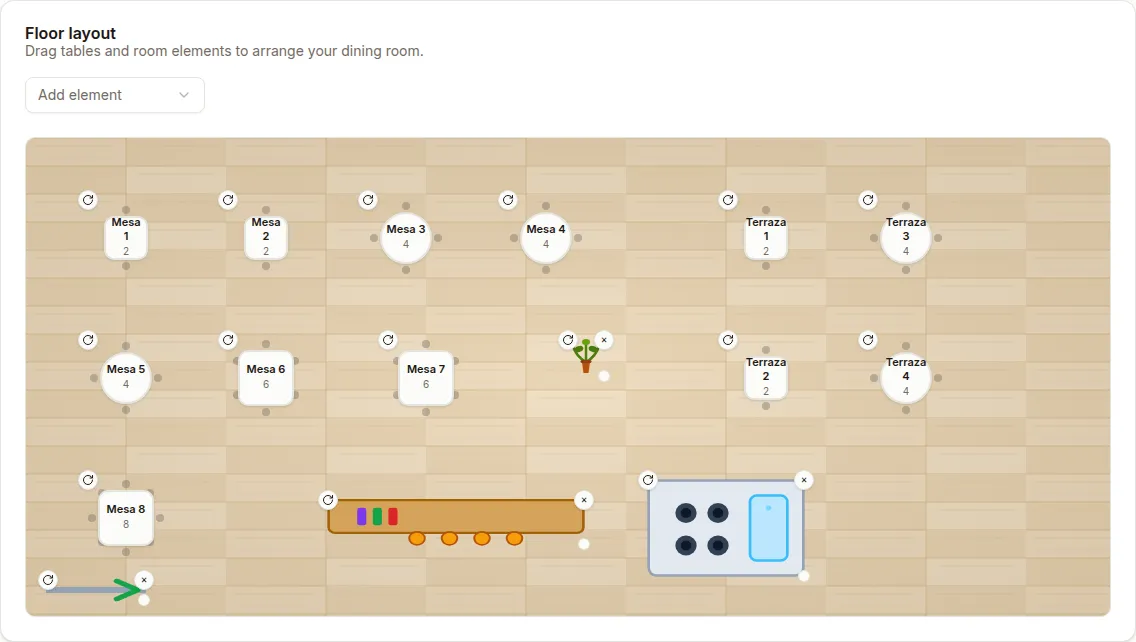 Floor layout
Drag tables and room elements to arrange your dining room.
Add element
Mesa
1
2
Mesa
2
2
Mesa 3
4
Mesa 4
4
Terraza
1
2
Terraza
3
4
Mesa 5
4
Mesa 6
6
Mesa 7
6
Terraza
2
2
Terraza
4
4
Mesa 8
8